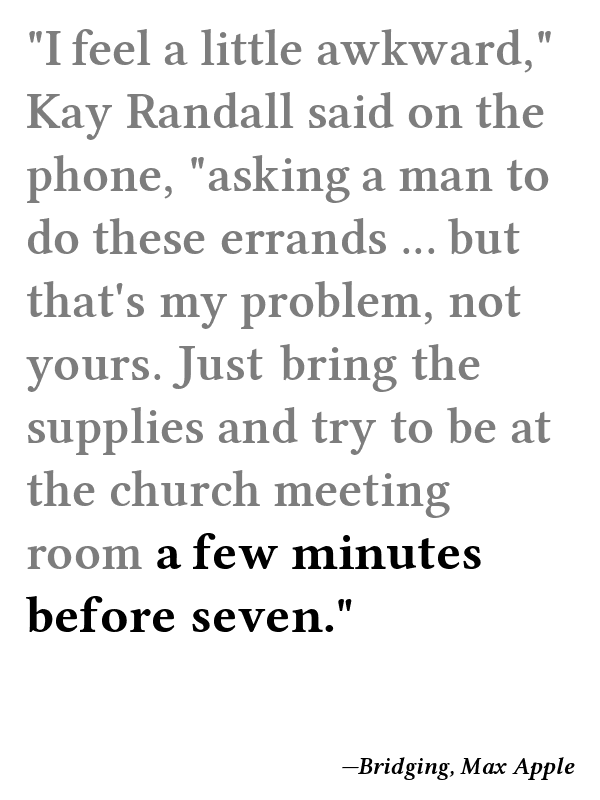 "I feel a little awkward,"
Kay Randall said on the
phone, "asking a man to
do these errands ... but
that's my problem, not
yours. Just bring the
supplies and try to be at
the church meeting
room a few minutes
before seven."
—Bridging, Max Apple